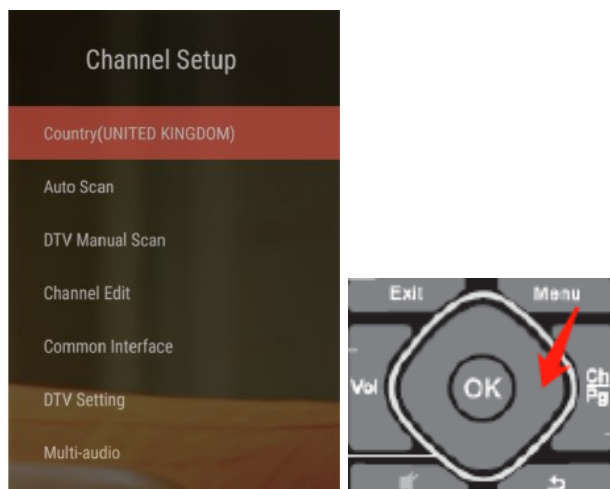 Channel Setup
Country(UNITED KINGDOM)
Auto Scan
DTV Manual Scan
Channel Edit
Common Interface
DTV Setting
Multi-audio
Exit
Menu
Vol
OK
Ch
Pg